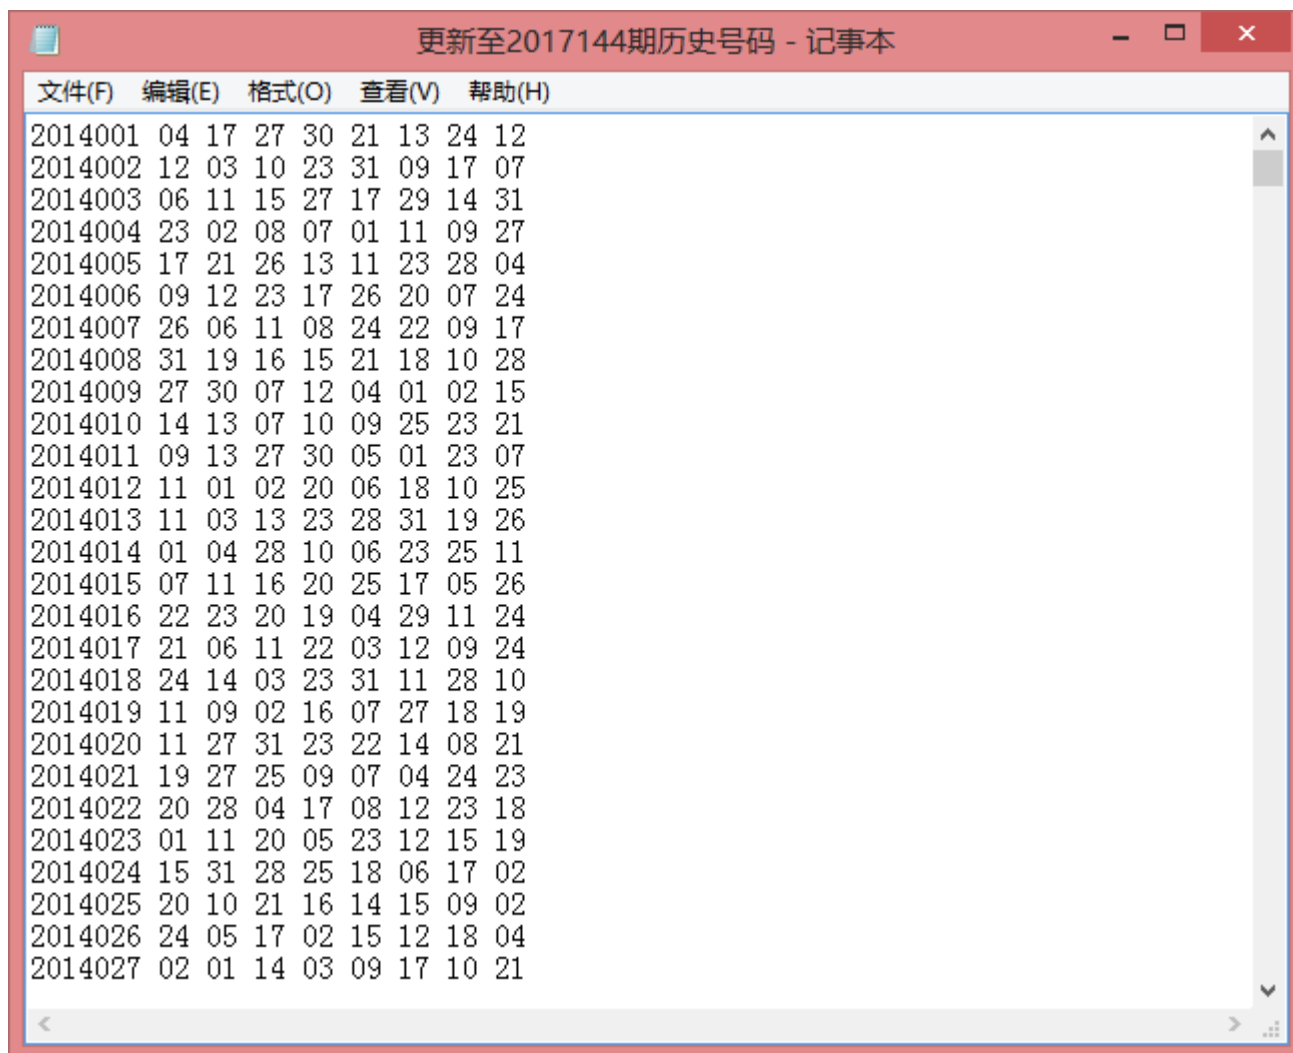 更新至2017144期历史号码 - 记事本
文件(F) 编辑(E) 格式(O) 查看(V) 帮助(H)
2014001 04 17 27 30 21 13 24 12
2014002 12 03 10 23 31 09 17 07
2014003 06 11 15 27 17 29 14 31
2014004 23 02 08 07 01 11 09 27
2014005 17 21 26 13 11 23 28 04
2014006 09 12 23 17 26 20 07 24
2014007 26 06 11 08 24 22 09 17
2014008 31 19 16 15 21 18 10 28
2014009 27 30 07 12 04 01 02 15
2014010 14 13 07 10 09 25 23 21
2014011 09 13 27 30 05 01 23 07
2014012 11 01 02 20 06 18 10 25
2014013 11 03 13 23 28 31 19 26
2014014 01 04 28 10 06 23 25 11
2014015 07 11 16 20 25 17 05 26
2014016 22 23 20 19 04 29 11 24
2014017 21 06 11 22 03 12 09 24
2014018 24 14 03 23 31 11 28 10
2014019 11 09 02 16 07 27 18 19
2014020 11 27 31 23 22 14 08 21
2014021 19 27 25 09 07 04 24 23
2014022 20 28 04 17 08 12 23 18
2014023 01 11 20 05 23 12 15 19
2014024 15 31 28 25 18 06 17 02
2014025 20 10 21 16 14 15 09 02
2014026 24 05 17 02 15 12 18 04
2014027 02 01 14 03 09 17 10 21